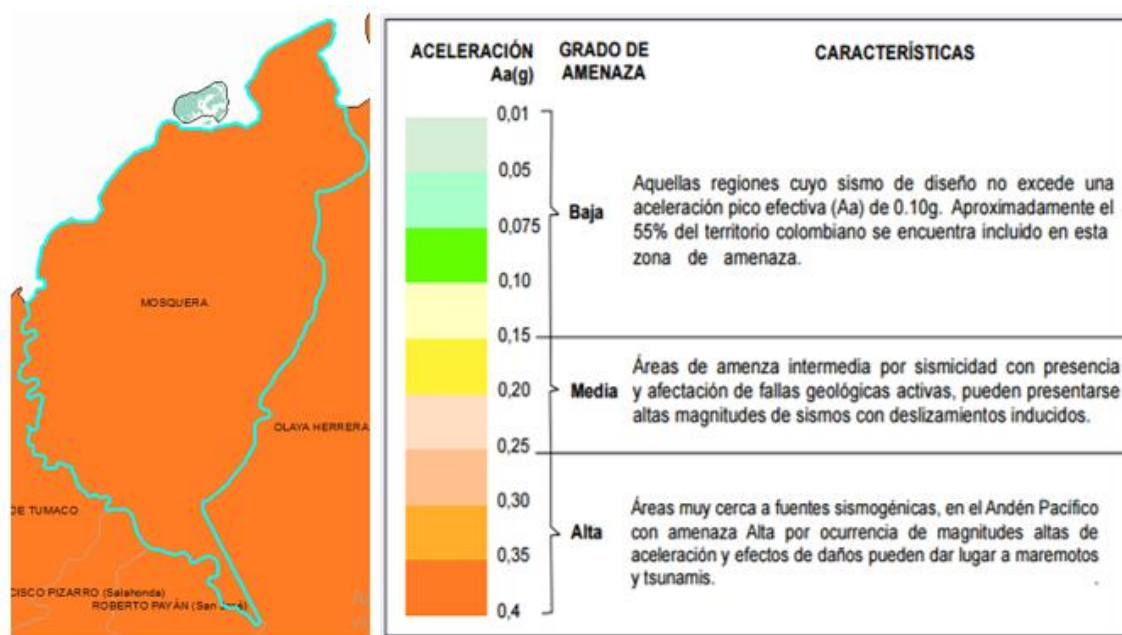 MOSQUERA
OLAYA HERRERA
DE TUMACO
CISCO PIZARRO (Salahonda)
ROBERTO PAYÁN (San José)
ACELERACIÓN
Aa(g)
GRADO DE
AMENAZA
CARACTERÍSTICAS
0,01
0,05
0,075
0,10
0,15
0,20
0,25
0,30
0,35
0,4
Baja
Aquellas regiones cuyo sismo de diseño no excede una
aceleración pico efectiva (Aa) de 0.10g. Aproximadamente el
55% del territorio colombiano se encuentra incluido en esta
zona de amenaza.
Media
Áreas de amenza intermedia por sismicidad con presencia
y afectación de fallas geológicas activas, pueden presentarse
altas magnitudes de sismos con deslizamientos inducidos.
Alta
Áreas muy cerca a fuentes sismogénicas, en el Andén Pacífico
con amenaza Alta por ocurrencia de magnitudes altas de
aceleración y efectos de daños pueden dar lugar a maremotos
y tsunamis.